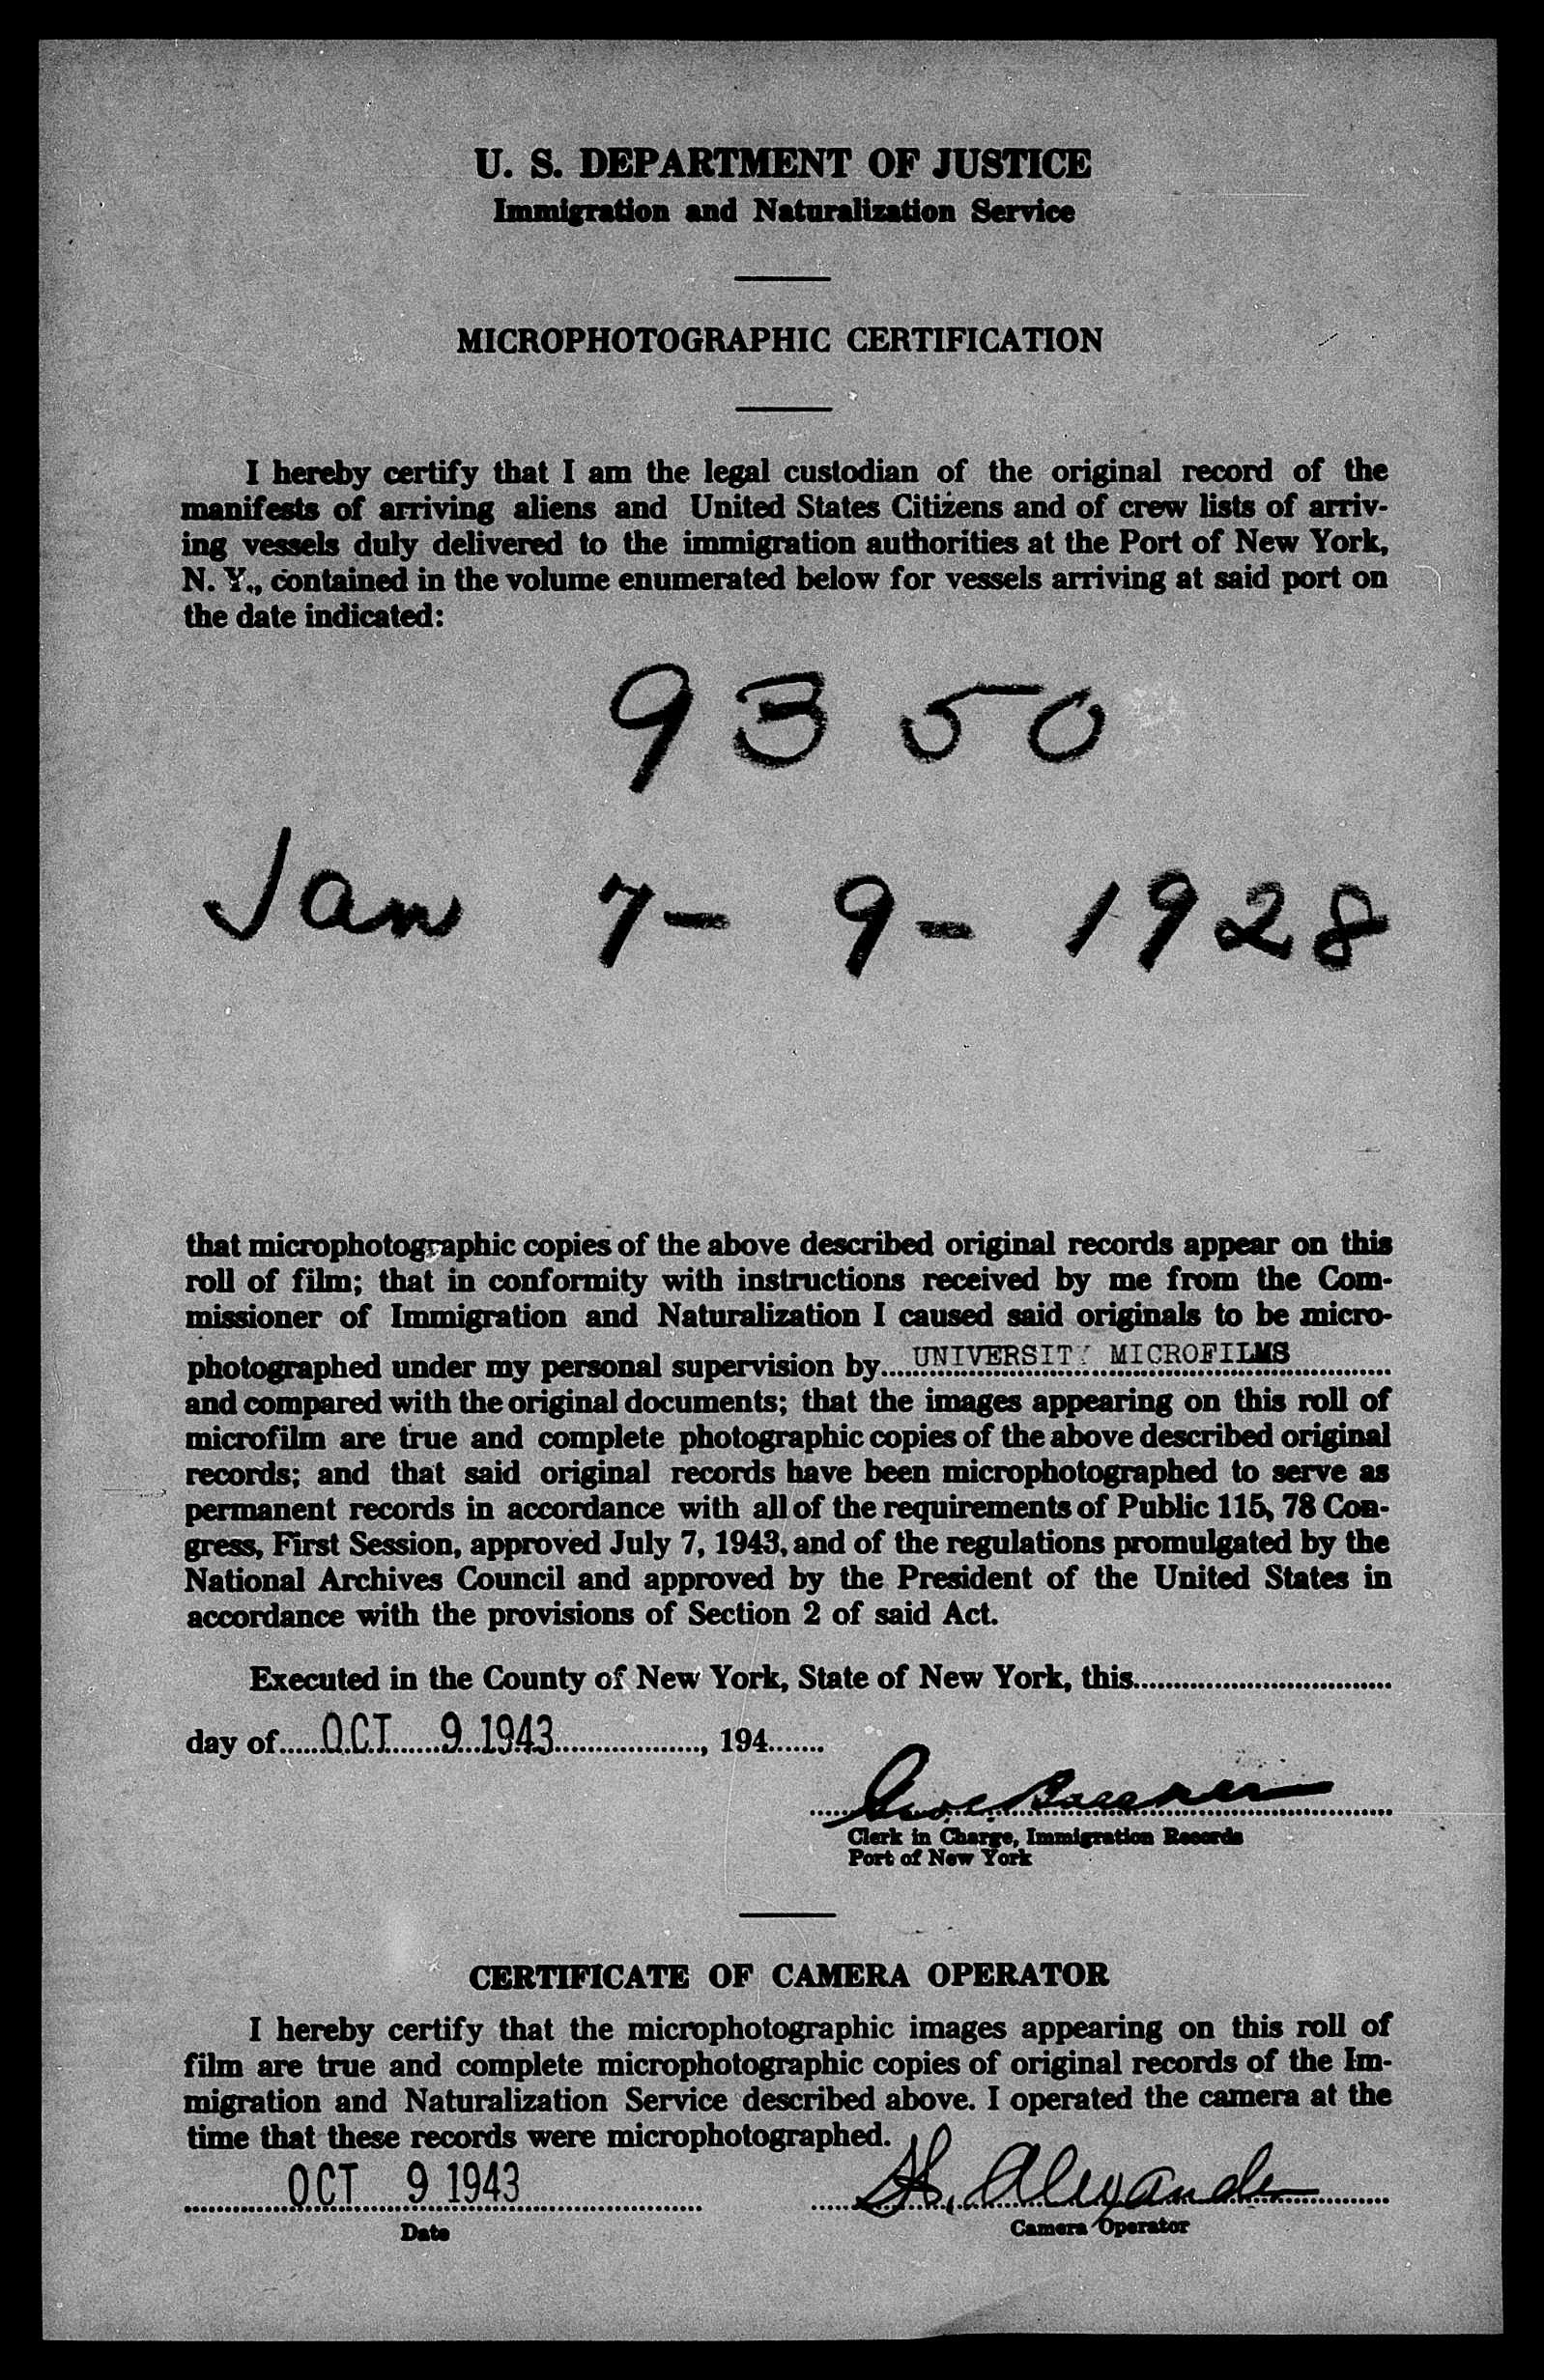 U. S. DEPARTMENT OF JUSTICE
Immigration and Naturalization Service
MICROPHOTOGRAPHIC CERTIFICATION
I hereby certify that I am the legal custodian of the original record of the
manifests of arriving aliens and United States Citizens and of crew lists of arriv-
ing vessels duly delivered to the immigration authorities at the Port of New York,
N. Y., contained in the volume enumerated below for vessels arriving at said port on
the date indicated:
9350
Jan 7- 9- 1928
that microphotographic copies of the above described original records appear on this
roll of film; that in conformity with instructions received by me from the Com-
missioner of Immigration and Naturalization I caused said originals to be micro-
photographed under my personal supervision by UNIVERSITY MICROFILMS
and compared with the original documents; that the images appearing on this roll of
microfilm are true and complete photographic copies of the above described original
records; and that said original records have been microphotographed to serve as
permanent records in accordance with all of the requirements of Public 115, 78 Con-
gress, First Session, approved July 7, 1943, and of the regulations promulgated by the
National Archives Council and approved by the President of the United States in
accordance with the provisions of Section 2 of said Act.
Executed in the County of New York, State of New York, this
day of OCT 9 1943, 194
Clerk in Charge, Immigration Records
Port of New York
CERTIFICATE OF CAMERA OPERATOR
I hereby certify that the microphotographic images appearing on this roll of
film are true and complete microphotographic copies of original records of the Im-
migration and Naturalization Service described above. I operated the camera at the
time that these records were microphotographed.
OCT 9 1943 Alexander
Date Camera Operator